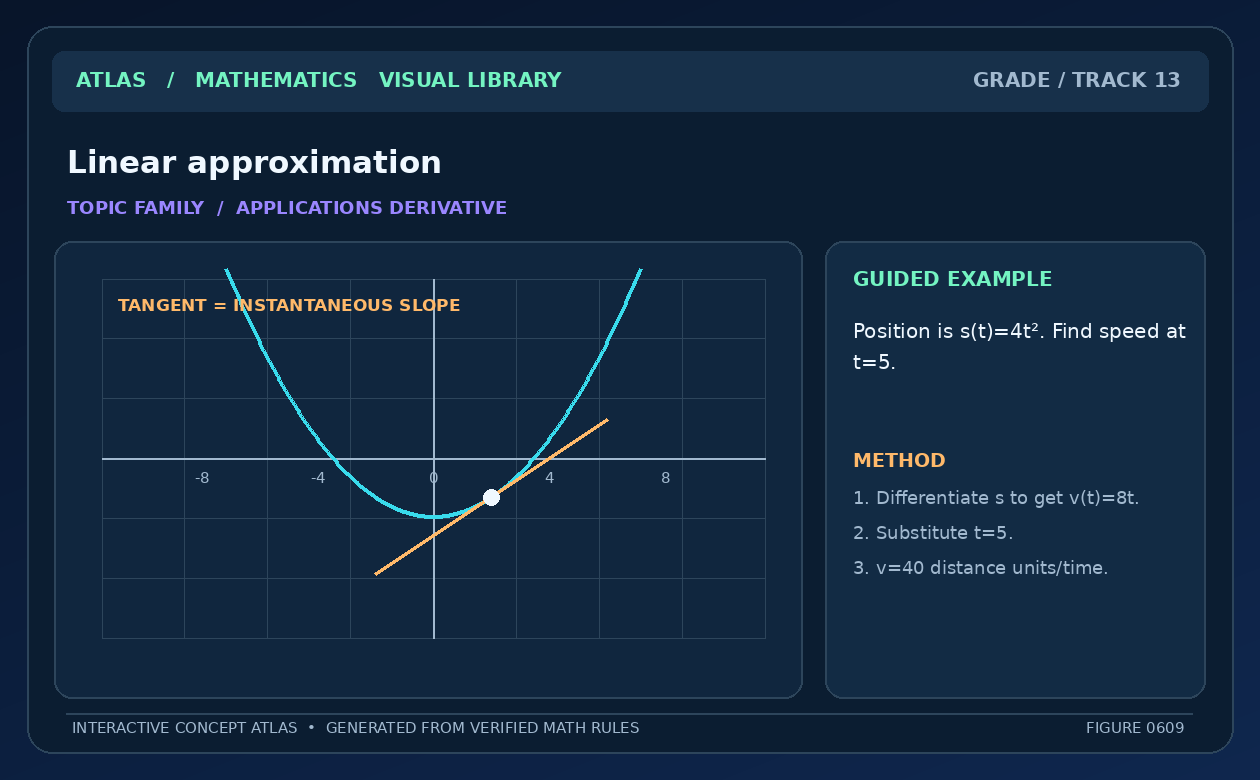 ATLAS / MATHEMATICS VISUAL LIBRARY
GRADE / TRACK 13
Linear approximation
TOPIC FAMILY / APPLICATIONS DERIVATIVE
TANGENT = INSTANTANEOUS SLOPE
-8 -4 0 4 8
GUIDED EXAMPLE
Position is s(t)=4t². Find speed at
t=5.
METHOD
1. Differentiate s to get v(t)=8t.
2. Substitute t=5.
3. v=40 distance units/time.
INTERACTIVE CONCEPT ATLAS • GENERATED FROM VERIFIED MATH RULES
FIGURE 0609